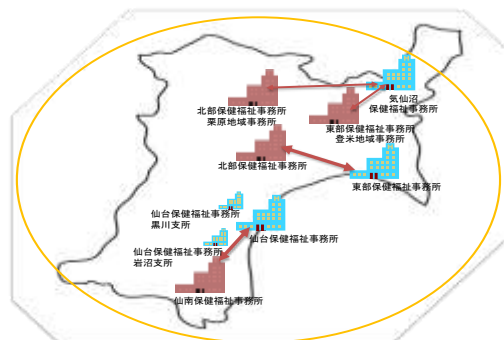 気仙沼
保健福祉事務所
北部保健福祉事務所
栗原地域事務所
東部保健福祉事務所
登米地域事務所
北部保健福祉事務所
東部保健福祉事務所
仙台保健福祉事務所
黒川支所
仙台保健福祉事務所
仙台保健福祉事務所
岩沼支所
仙南保健福祉事務所